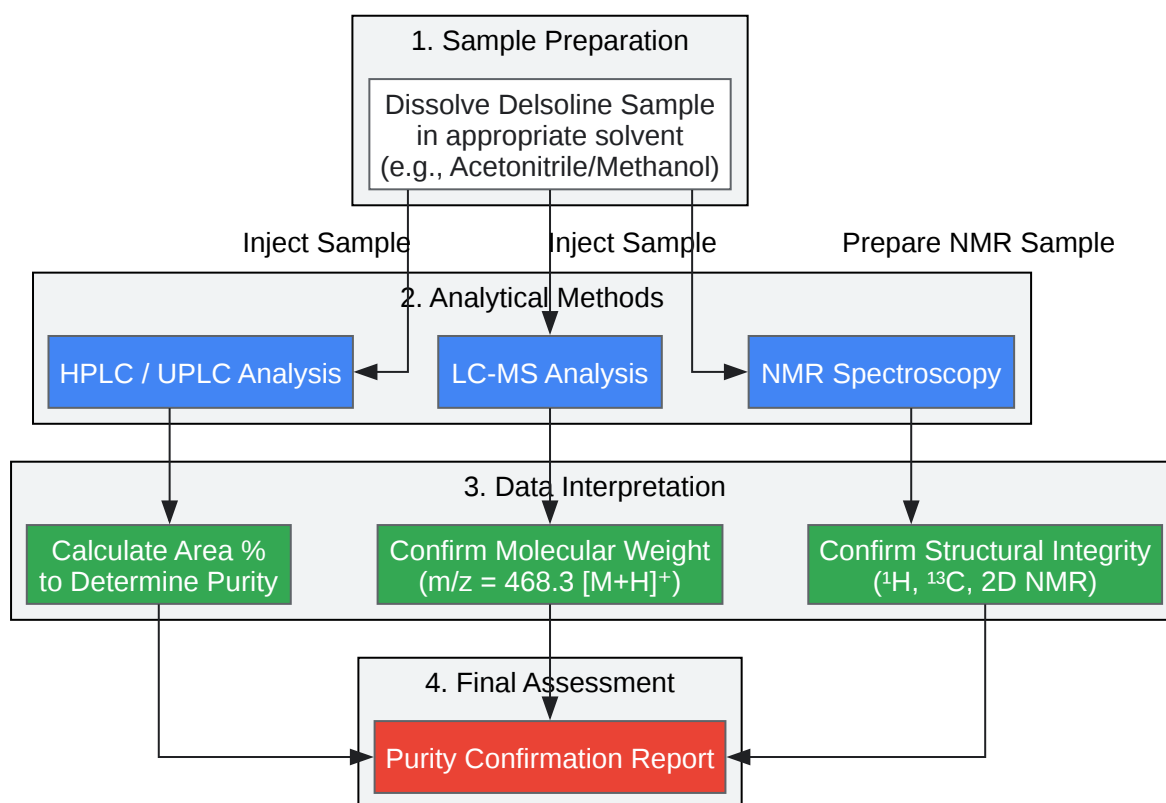 1. Sample Preparation
Dissolve Delsoline Sample
in appropriate solvent
(e.g., Acetonitrile/Methanol)
Inject Sample
Inject Sample
Prepare NMR Sample
2. Analytical Methods
HPLC / UPLC Analysis
LC-MS Analysis
NMR Spectroscopy
3. Data Interpretation
Calculate Area %
to Determine Purity
Confirm Molecular Weight
(m/z = 468.3 [M+H]⁺)
Confirm Structural Integrity
(¹H, ¹³C, 2D NMR)
4. Final Assessment
Purity Confirmation Report